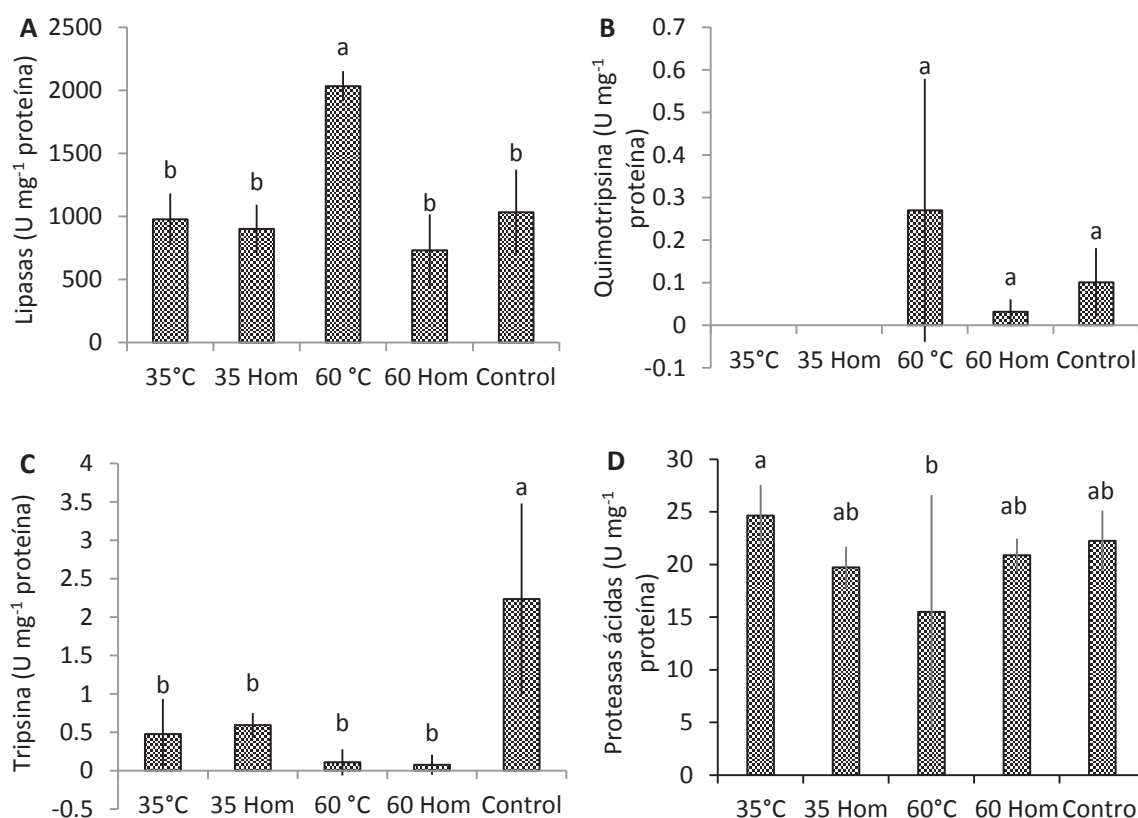 A
Lipasas (U mg-1 proteína)
2500
2000
1500
1000
500
0
b
b
a
b
b
35°C 35 Hom 60 °C 60 Hom Control
B
Quimotripsina (U mg-1
proteína)
0.7
0.6
0.5
0.4
0.3
0.2
0.1
0
-0.1
a
a
a
35°C 35 Hom 60 °C 60 Hom Control
C
Tripsina (U mg-1 proteína)
4
3.5
3
2.5
2
1.5
1
0.5
0
-0.5
b
b
b
b
a
35°C 35 Hom 60 °C 60 Hom Control
D
Proteasas ácidas (U mg-1
proteína)
30
25
20
15
10
5
0
a
ab
b
ab
ab
35°C 35 Hom 60°C 60 Hom Contro